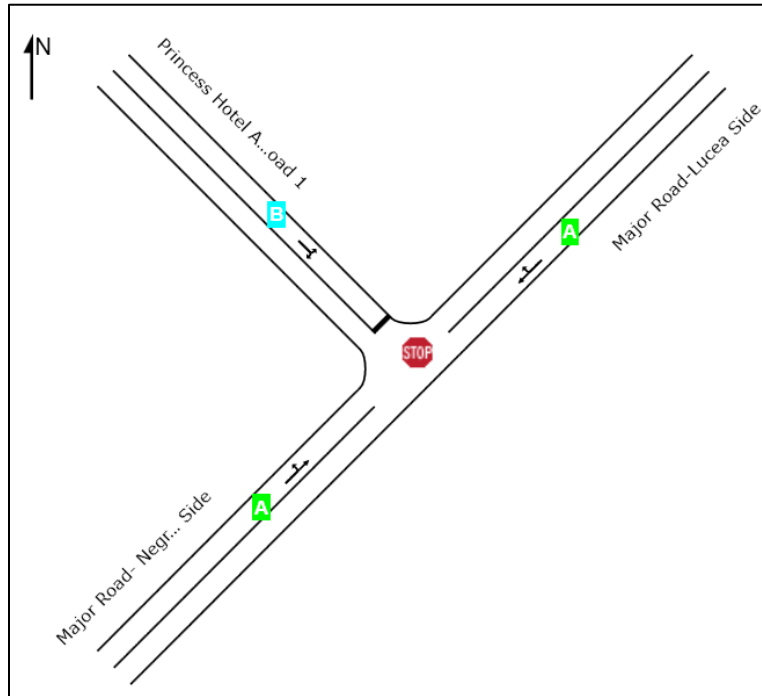 N
Princess Hotel A...oad 1
B
Major Road-Lucea Side
A
STOP
A
Major Road- Negr... Side